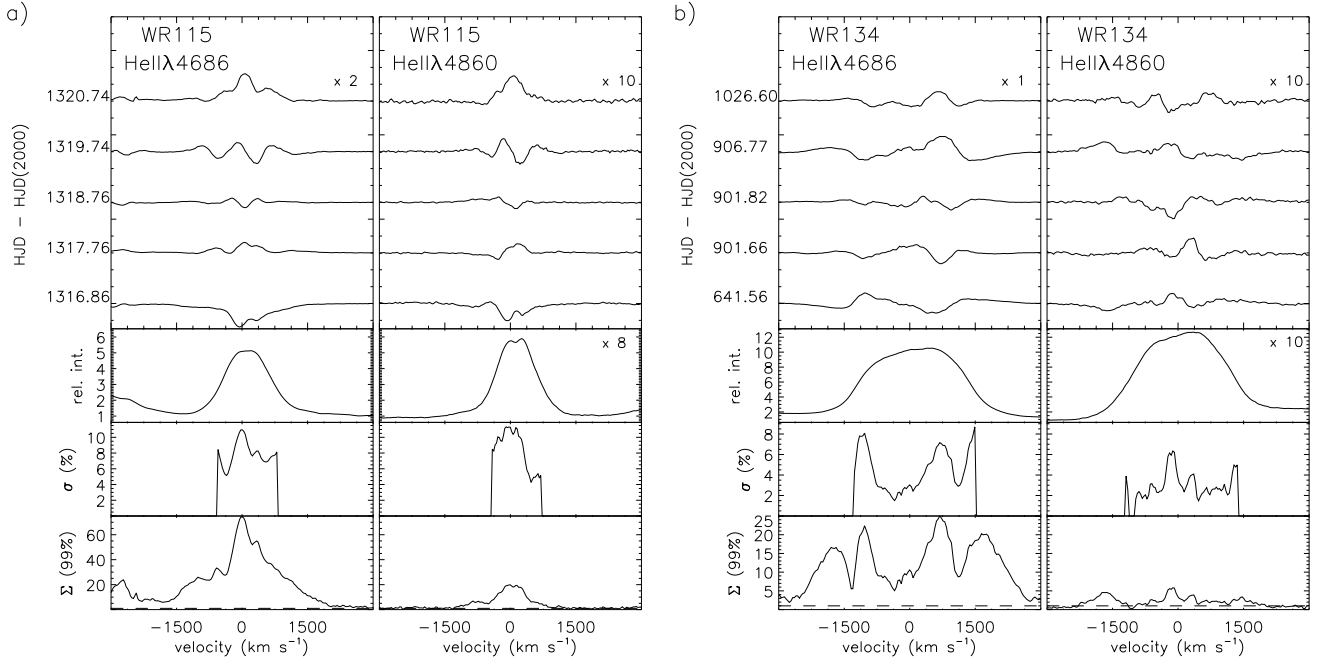 a)
WR115
HeIIλ4686
x 2
WR115
HeIIλ4860
x 10
HJD − HJD(2000)
1320.74
1319.74
1318.76
1317.76
1316.86
rel. int.
6
5
4
3
2
1
x 8
σ (%)
10
8
6
4
2
Σ (99%)
60
40
20
−1500 0 1500
−1500 0 1500
velocity (km s⁻¹)
velocity (km s⁻¹)
b)
WR134
HeIIλ4686
x 1
WR134
HeIIλ4860
x 10
HJD − HJD(2000)
1026.60
906.77
901.82
901.66
641.56
rel. int.
12
10
8
6
4
2
x 10
σ (%)
8
6
4
2
Σ (99%)
25
20
15
10
5
−1500 0 1500
−1500 0 1500
velocity (km s⁻¹)
velocity (km s⁻¹)